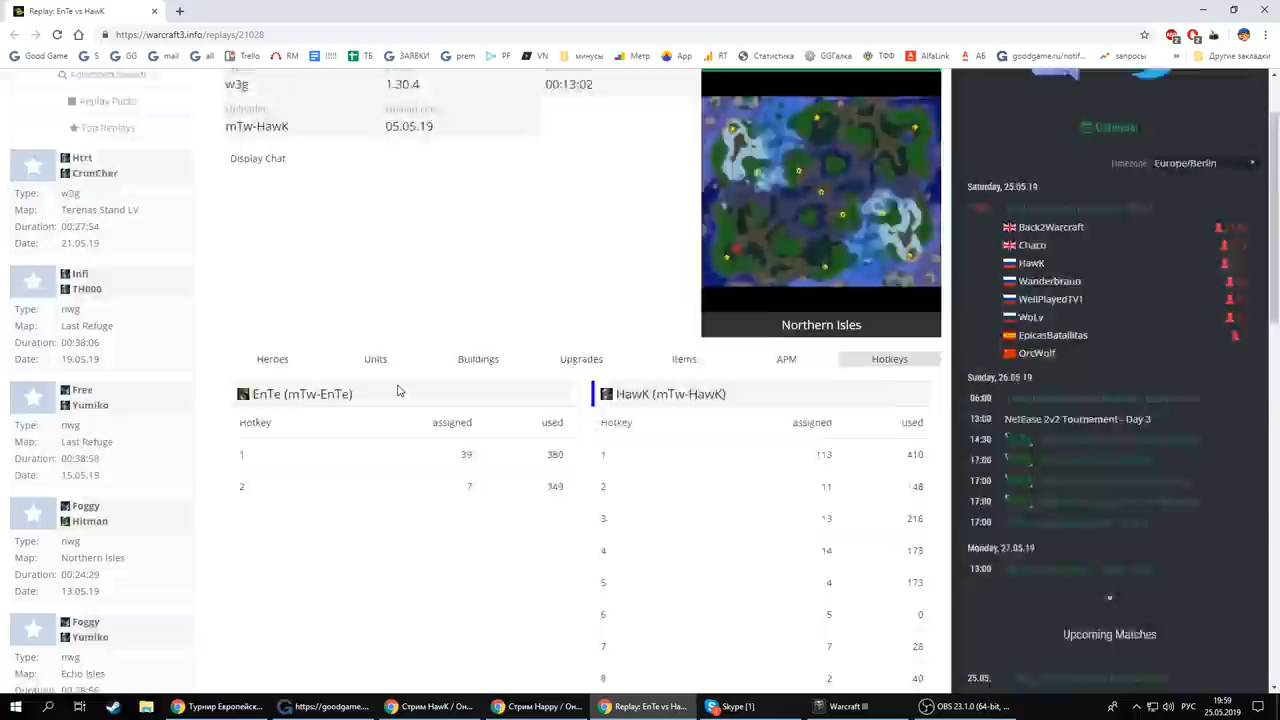 Replay: EnTe vs HawK
https://warcraft3.info/replays/21028
Good Game S GG mail all Trello RM !!!! ТБ ЗАЯВКИ prem PF VN минусы Метр App RT Статистика GGГалка ТФФ AlfaLink АБ goodgame.ru/notif... запросы » Другие закладки
Replay Packs
Top Replays
w3g 1.30.4 00:13:02
Uploader
mTw-HawK 05.05.19
Display Chat
Northern Isles
Heroes Units Buildings Upgrades Items APM Hotkeys
EnTe (mTw-EnTe) HawK (mTw-HawK)
Hotkey assigned used Hotkey assigned used
1 39 380 1 113 410
2 7 349 2 11 148
3 13 216
4 14 173
5 4 173
6 5 0
7 7 28
8 2 40
CromCher
Type: w3g
Map: Terenas Stand LV
Duration: 00:27:54
Date: 21.05.19
Infi
TH000
Type: nwg
Map: Last Refuge
Duration: 00:38:06
Date: 19.05.19
Free
Yumiko
Type: nwg
Map: Last Refuge
Duration: 00:38:58
Date: 15.05.19
Foggy
Hitman
Type: nwg
Map: Northern Isles
Duration: 00:24:29
Date: 13.05.19
Foggy
Yumiko
Type: nwg
Map: Echo Isles
Calendar
Timezone: Europe/Berlin
Saturday, 25.05.19
Back2Warcraft
Chaco
HawK
Wanderbraun
WellPlayedTV1
WoLv
EpicasBatallitas
OrcWolf
Sunday, 26.05.19
06:00
13:00 NetEase 2v2 Tournament - Day 3
14:30
17:00
17:00
17:00
17:00
Monday, 27.05.19
13:00
Upcoming Matches
25.05.
Турнир Европейск... https://goodgame... Стрим HawK / Он... Стрим Happy / Он... Replay: EnTe vs Ha... Skype [1] Warcraft III OBS 23.1.0 (64-bit, ... РУС 19:59
25.05.2019